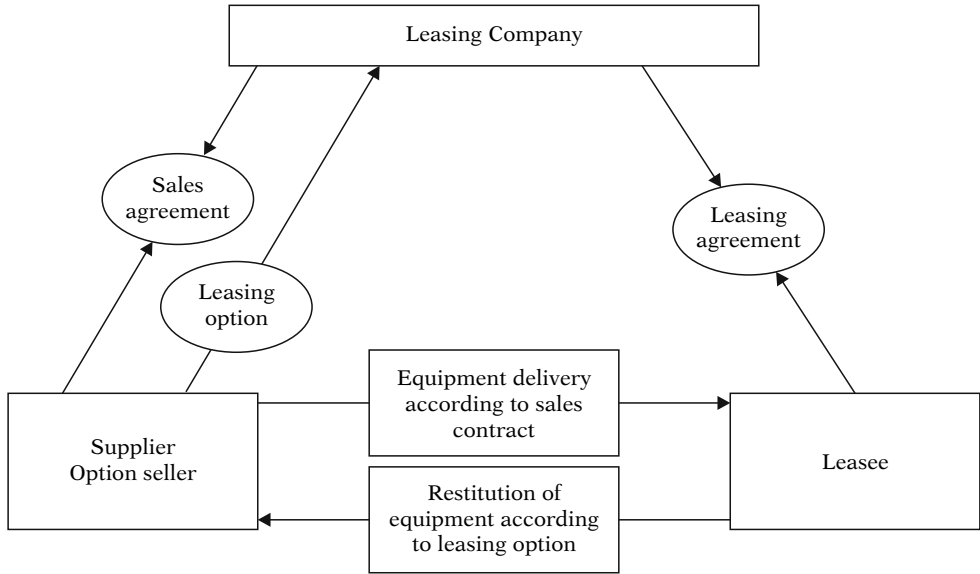 Leasing Company
Sales
agreement
Leasing
agreement
Leasing
option
Equipment delivery
according to sales
contract
Supplier
Option seller
Leasee
Restitution of
equipment according
to leasing option